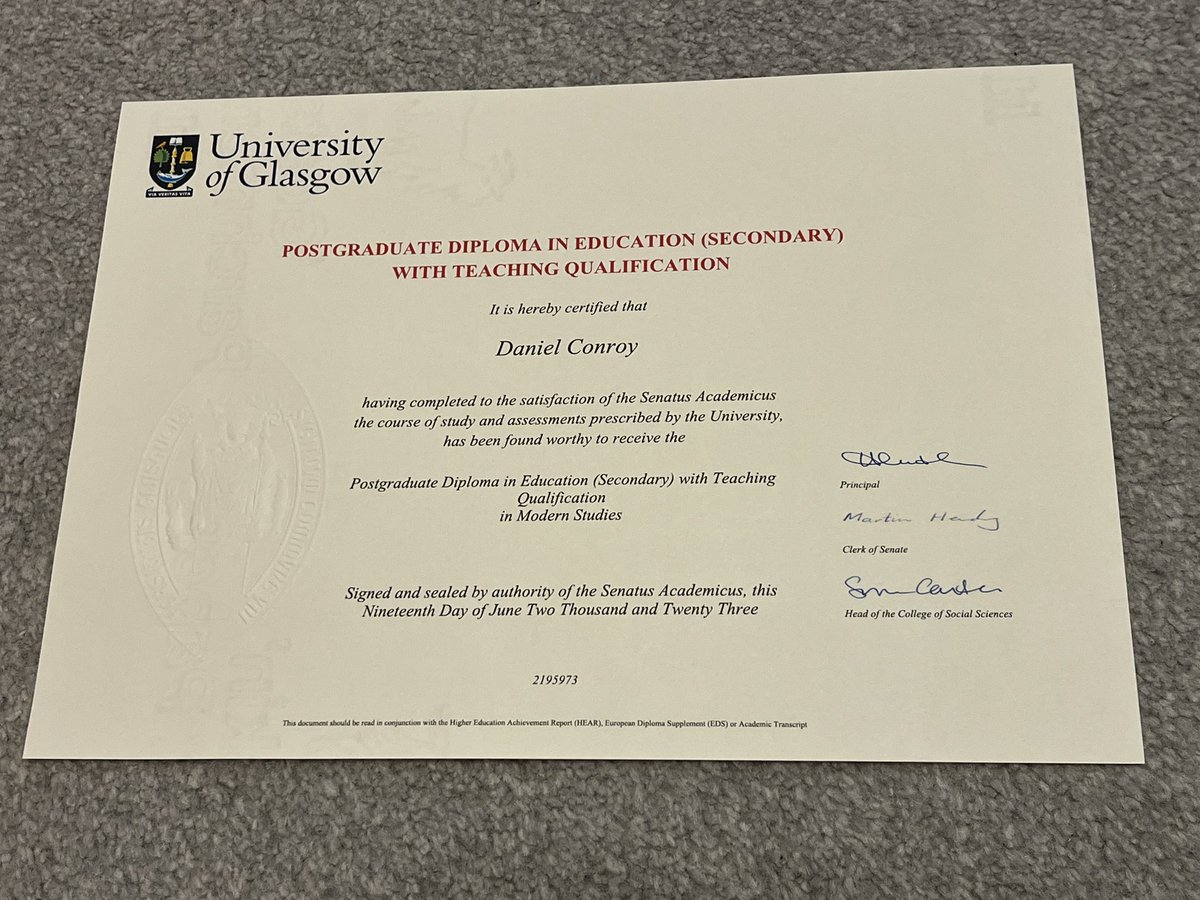 University
of Glasgow
VIA VERITAS VITA
POSTGRADUATE DIPLOMA IN EDUCATION (SECONDARY)
WITH TEACHING QUALIFICATION
It is hereby certified that
Daniel Conroy
having completed to the satisfaction of the Senatus Academicus
the course of study and assessments prescribed by the University,
has been found worthy to receive the
Postgraduate Diploma in Education (Secondary) with Teaching
Qualification
in Modern Studies
Signed and sealed by authority of the Senatus Academicus, this
Nineteenth Day of June Two Thousand and Twenty Three
Principal
Martin Hendry
Clerk of Senate
Head of the College of Social Sciences
2195973
This document should be read in conjunction with the Higher Education Achievement Report (HEAR), European Diploma Supplement (EDS) or Academic Transcript